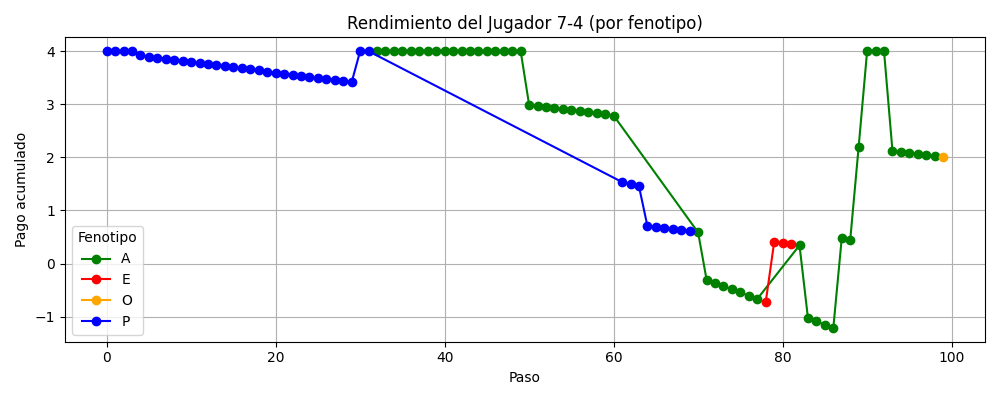 Rendimiento del Jugador 7-4 (por fenotipo)
Pago acumulado
4
3
2
1
0
−1
Fenotipo
A
E
O
P
0 20 40 60 80 100
Paso